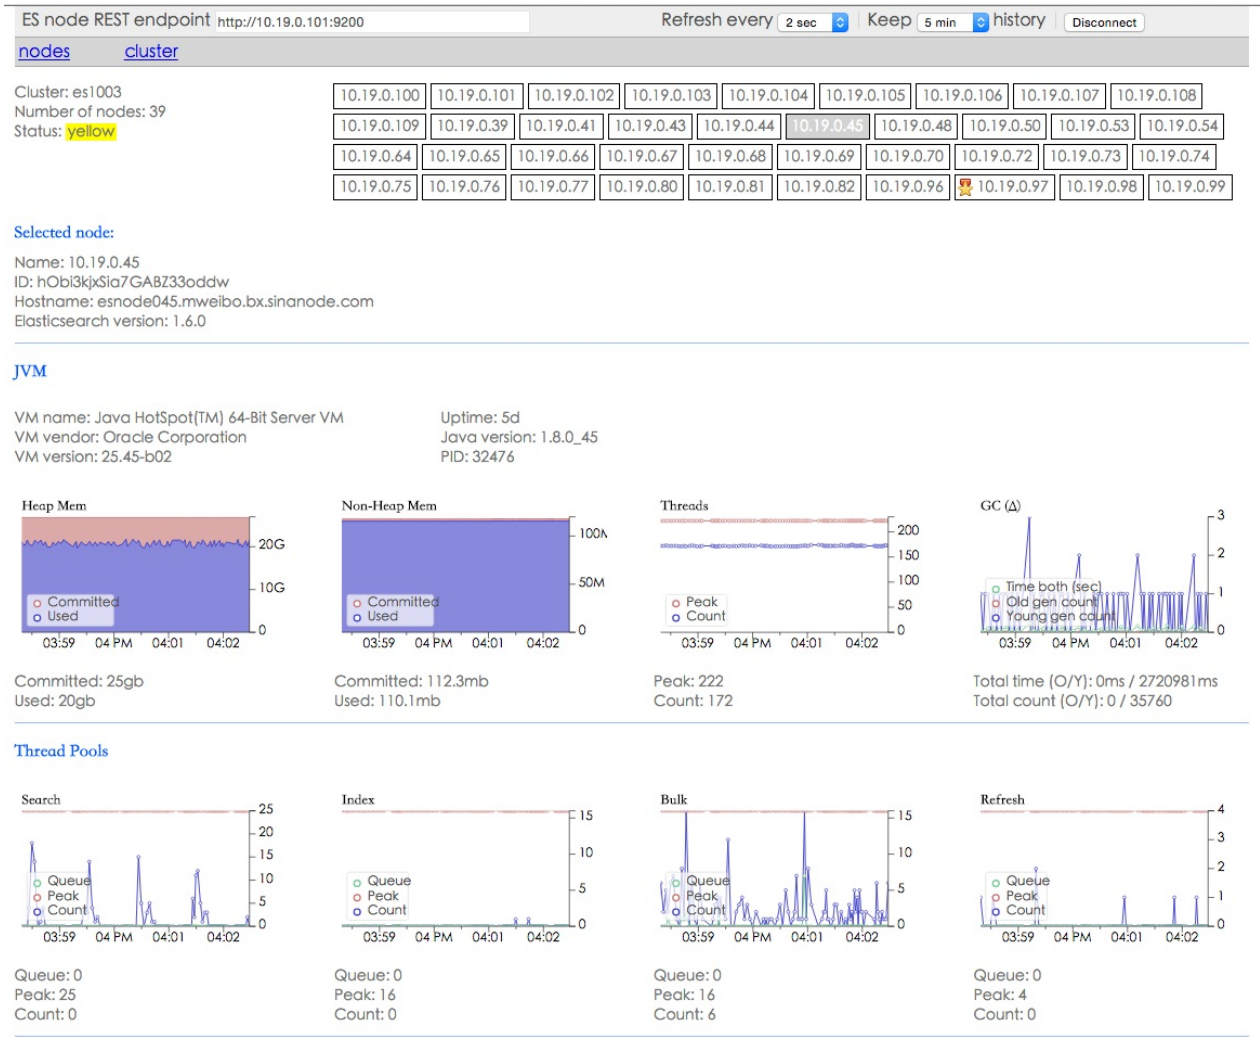 ES node REST endpoint http://10.19.0.101:9200 Refresh every 2 sec Keep 5 min history Disconnect
nodes cluster
Cluster: es1003
Number of nodes: 39
Status: yellow
10.19.0.100 10.19.0.101 10.19.0.102 10.19.0.103 10.19.0.104 10.19.0.105 10.19.0.106 10.19.0.107 10.19.0.108
10.19.0.109 10.19.0.39 10.19.0.41 10.19.0.43 10.19.0.44 10.19.0.45 10.19.0.48 10.19.0.50 10.19.0.53 10.19.0.54
10.19.0.64 10.19.0.65 10.19.0.66 10.19.0.67 10.19.0.68 10.19.0.69 10.19.0.70 10.19.0.72 10.19.0.73 10.19.0.74
10.19.0.75 10.19.0.76 10.19.0.77 10.19.0.80 10.19.0.81 10.19.0.82 10.19.0.96 10.19.0.97 10.19.0.98 10.19.0.99
Selected node:
Name: 10.19.0.45
ID: hObi3kjxSia7GABZ33oddw
Hostname: esnode045.mweibo.bx.sinanode.com
Elasticsearch version: 1.6.0
JVM
VM name: Java HotSpot(TM) 64-Bit Server VM
VM vendor: Oracle Corporation
VM version: 25.45-b02
Uptime: 5d
Java version: 1.8.0_45
PID: 32476
Heap Mem
20G
10G
0
Committed
Used
03:59 04 PM 04:01 04:02
Committed: 25gb
Used: 20gb
Non-Heap Mem
100M
50M
0
Committed
Used
03:59 04 PM 04:01 04:02
Committed: 112.3mb
Used: 110.1mb
Threads
200
150
100
50
0
Peak
Count
03:59 04 PM 04:01 04:02
Peak: 222
Count: 172
GC (Δ)
3
2
1
0
Time both (sec)
Old gen count
Young gen count
03:59 04 PM 04:01 04:02
Total time (O/Y): 0ms / 2720981ms
Total count (O/Y): 0 / 35760
Thread Pools
Search
25
20
15
10
5
0
Queue
Peak
Count
03:59 04 PM 04:01 04:02
Queue: 0
Peak: 25
Count: 0
Index
15
10
5
0
Queue
Peak
Count
03:59 04 PM 04:01 04:02
Queue: 0
Peak: 16
Count: 0
Bulk
15
10
5
0
Queue
Peak
Count
03:59 04 PM 04:01 04:02
Queue: 0
Peak: 16
Count: 6
Refresh
4
3
2
1
0
Queue
Peak
Count
03:59 04 PM 04:01 04:02
Queue: 0
Peak: 4
Count: 0